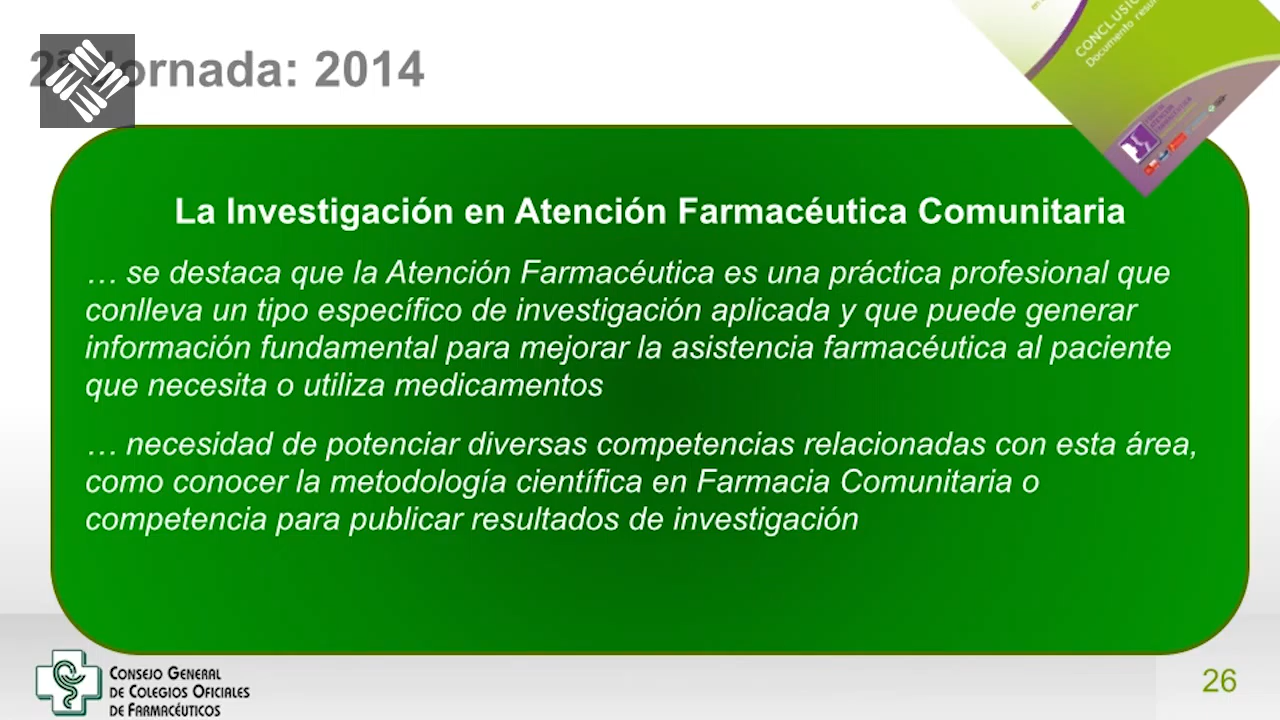 2ª Jornada: 2014
CONCLUSIO
Documento resu
La Investigación en Atención Farmacéutica Comunitaria
… se destaca que la Atención Farmacéutica es una práctica profesional que
conlleva un tipo específico de investigación aplicada y que puede generar
información fundamental para mejorar la asistencia farmacéutica al paciente
que necesita o utiliza medicamentos
… necesidad de potenciar diversas competencias relacionadas con esta área,
como conocer la metodología científica en Farmacia Comunitaria o
competencia para publicar resultados de investigación
CONSEJO GENERAL
DE COLEGIOS OFICIALES
DE FARMACÉUTICOS
26